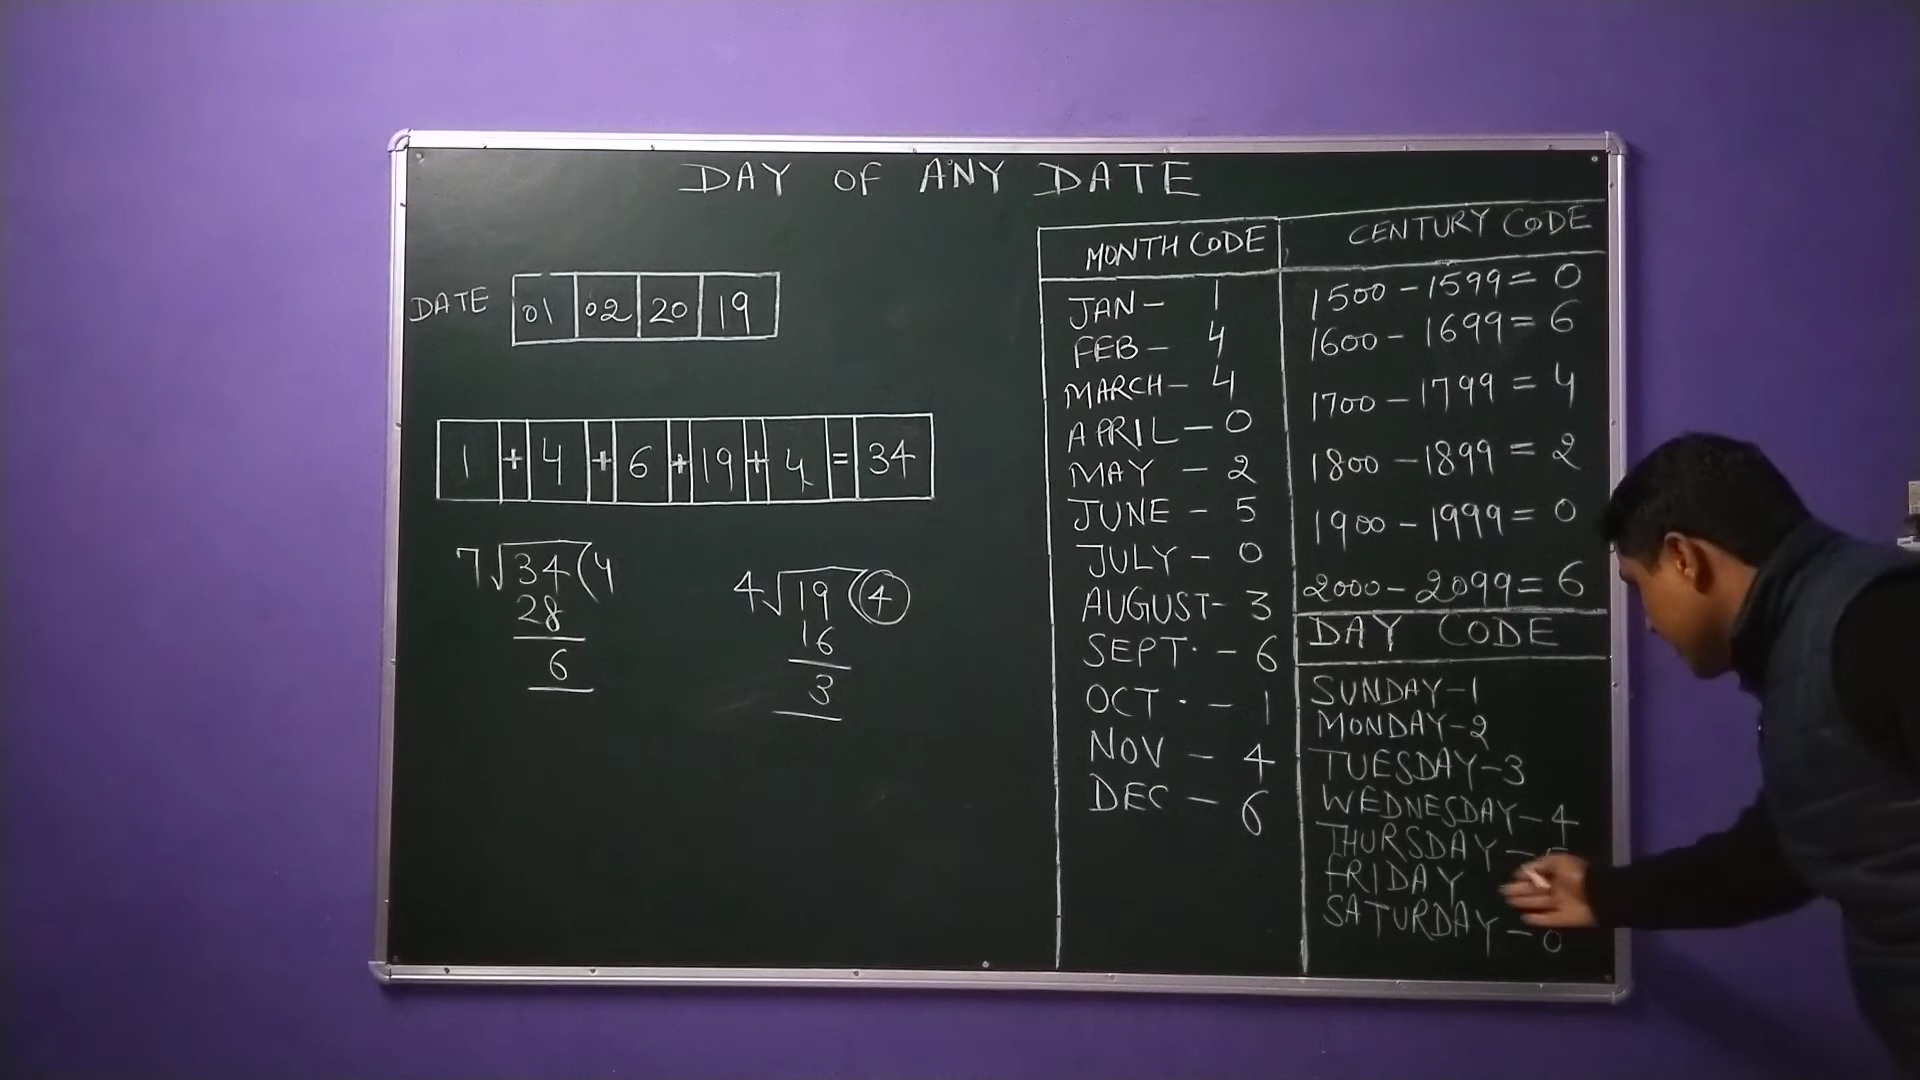 DAY OF ANY DATE
DATE 01 02 20 19
1 + 4 + 6 + 19 + 4 = 34
7√34(4
28
6
4√19(4
16
3
MONTH CODE
JAN - 1
FEB - 4
MARCH - 4
APRIL - 0
MAY - 2
JUNE - 5
JULY - 0
AUGUST - 3
SEPT. - 6
OCT. - 1
NOV - 4
DEC - 6
CENTURY CODE
1500 - 1599 = 0
1600 - 1699 = 6
1700 - 1799 = 4
1800 - 1899 = 2
1900 - 1999 = 0
2000 - 2099 = 6
DAY CODE
SUNDAY - 1
MONDAY - 2
TUESDAY - 3
WEDNESDAY - 4
THURSDAY -
FRIDAY
SATURDAY - 0